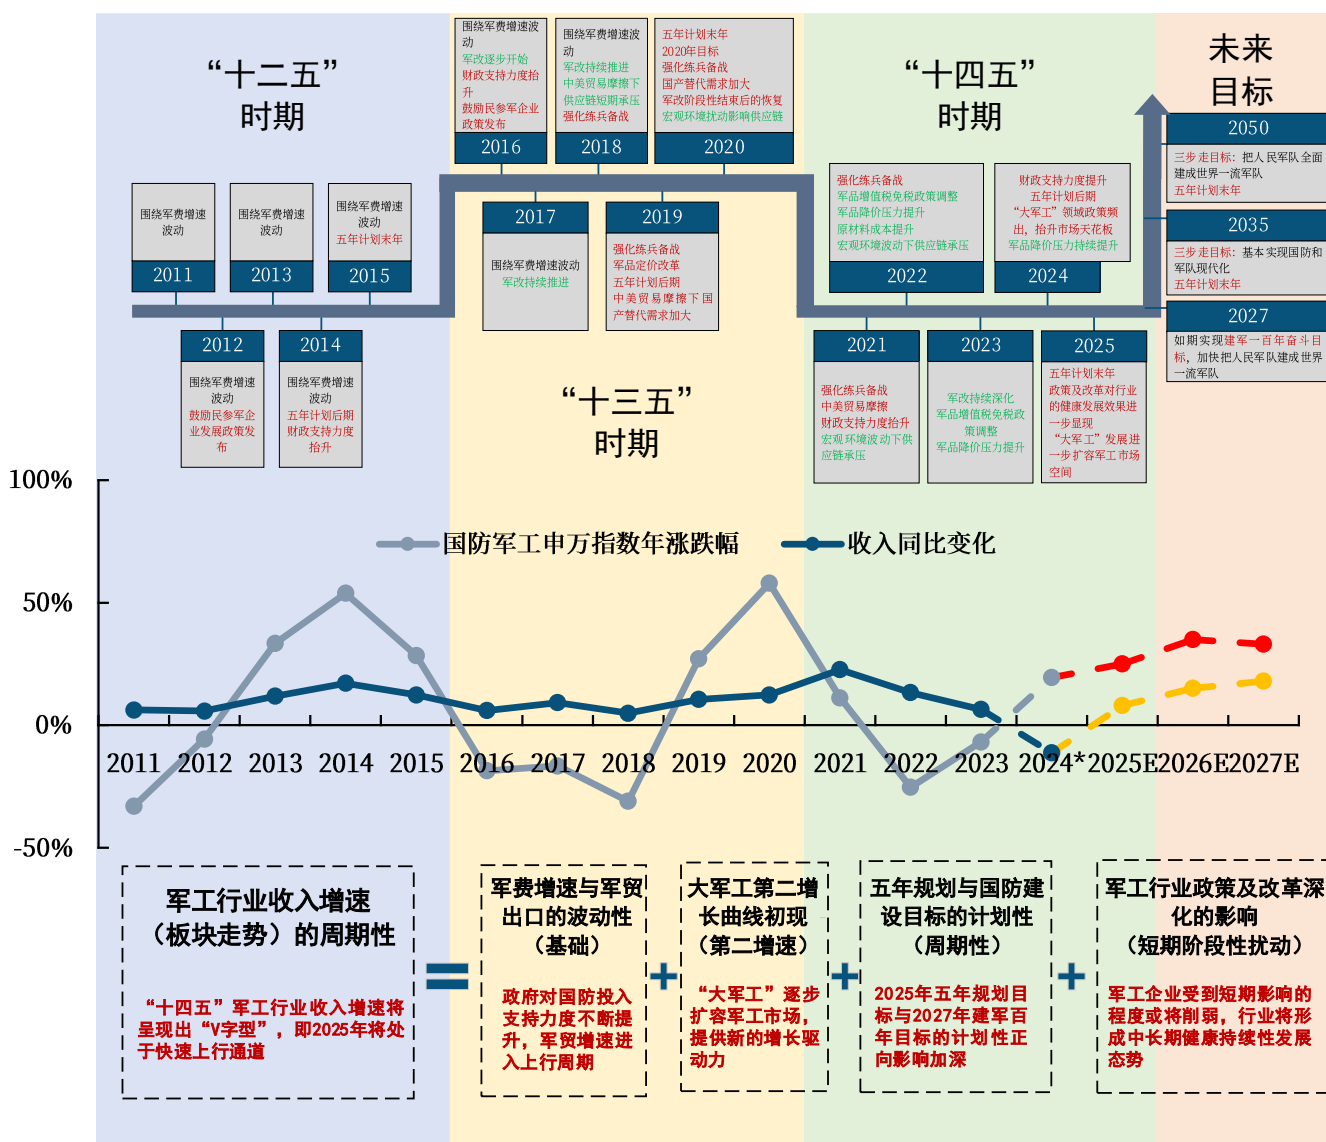 “十二五”
时期
围绕军费增速
波动
2011
围绕军费增速
波动
2013
围绕军费增速
波动
五年计划末年
2015
2012
围绕军费增速
波动
鼓励民参军企
业发展政策发
布
2014
围绕军费增速
波动
五年计划后期
财政支持力度
抬升
围绕军费增速波
动
军改逐步开始
财政支持力度抬
升
鼓励民参军企业
政策发布
2016
围绕军费增速波
动
军改持续推进
中美贸易摩擦下
供应链短期承压
强化练兵备战
2018
五年计划末年
2020年目标
强化练兵备战
国产替代需求加大
军改阶段性结束后的恢复
宏观环境扰动影响供应链
2020
2017
围绕军费增速波动
军改持续推进
2019
强化练兵备战
军品定价改革
五年计划后期
中美贸易摩擦下国
产替代需求加大
“十三五”
时期
“十四五”
时期
强化练兵备战
军品增值税免税政策调整
军品降价压力提升
原材料成本提升
宏观环境波动下供应链承压
2022
财政支持力度提升
五年计划后期
“大军工”领域政策频
出，抬升市场天花板
军品降价压力持续提升
2024
2021
强化练兵备战
中美贸易摩擦
财政支持力度抬升
宏观环境波动下供
应链承压
2023
军改持续深化
军品增值税免税政
策调整
军品降价压力提升
2025
五年计划末年
政策及改革对行业
的健康发展效果进
一步显现
“大军工”发展进
一步扩容军工市场
空间
未来
目标
2050
三步走目标：把人民军队全面
建成世界一流军队
五年计划末年
2035
三步走目标：基本实现国防和
军队现代化
五年计划末年
2027
如期实现建军一百年奋斗目
标，加快把人民军队建成世界
一流军队
100%
50%
0%
-50%
国防军工申万指数年涨跌幅
收入同比变化
2011 2012 2013 2014 2015 2016 2017 2018 2019 2020 2021 2022 2023 2024* 2025E 2026E 2027E
军工行业收入增速
（板块走势）的周期性
“十四五”军工行业收入增速将
呈现出“V字型”，即2025年将处
于快速上行通道
=
军费增速与军贸
出口的波动性
（基础）
政府对国防投入
支持力度不断提
升，军贸增速进
入上行周期
+
大军工第二增
长曲线初现
（第二增速）
“大军工”逐步
扩容军工市场，
提供新的增长驱
动力
+
五年规划与国防建
设目标的计划性
（周期性）
2025年五年规划目
标与2027年建军百
年目标的计划性正
向影响加深
+
军工行业政策及改革深
化的影响
（短期阶段性扰动）
军工企业受到短期影响的
程度或将削弱，行业将形
成中长期健康持续性发展
态势